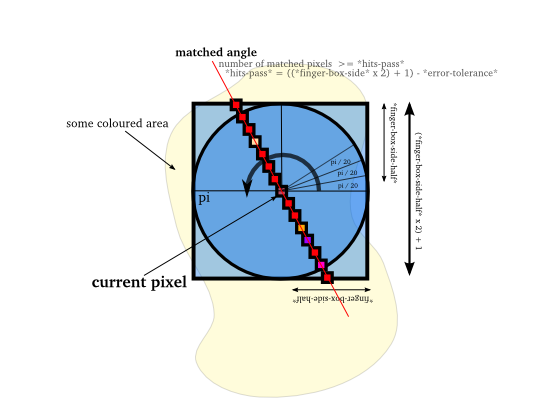 matched angle
number of matched pixels >= *hits-pass*
*hits-pass* = ((*finger-box-side* x 2) + 1) - *error-tolerance*
some coloured area
*finger-box-side-half*
(*finger-box-side-half* x 2) + 1
pi / 20
pi / 20
pi / 20
pi
current pixel
*finger-box-side-half*